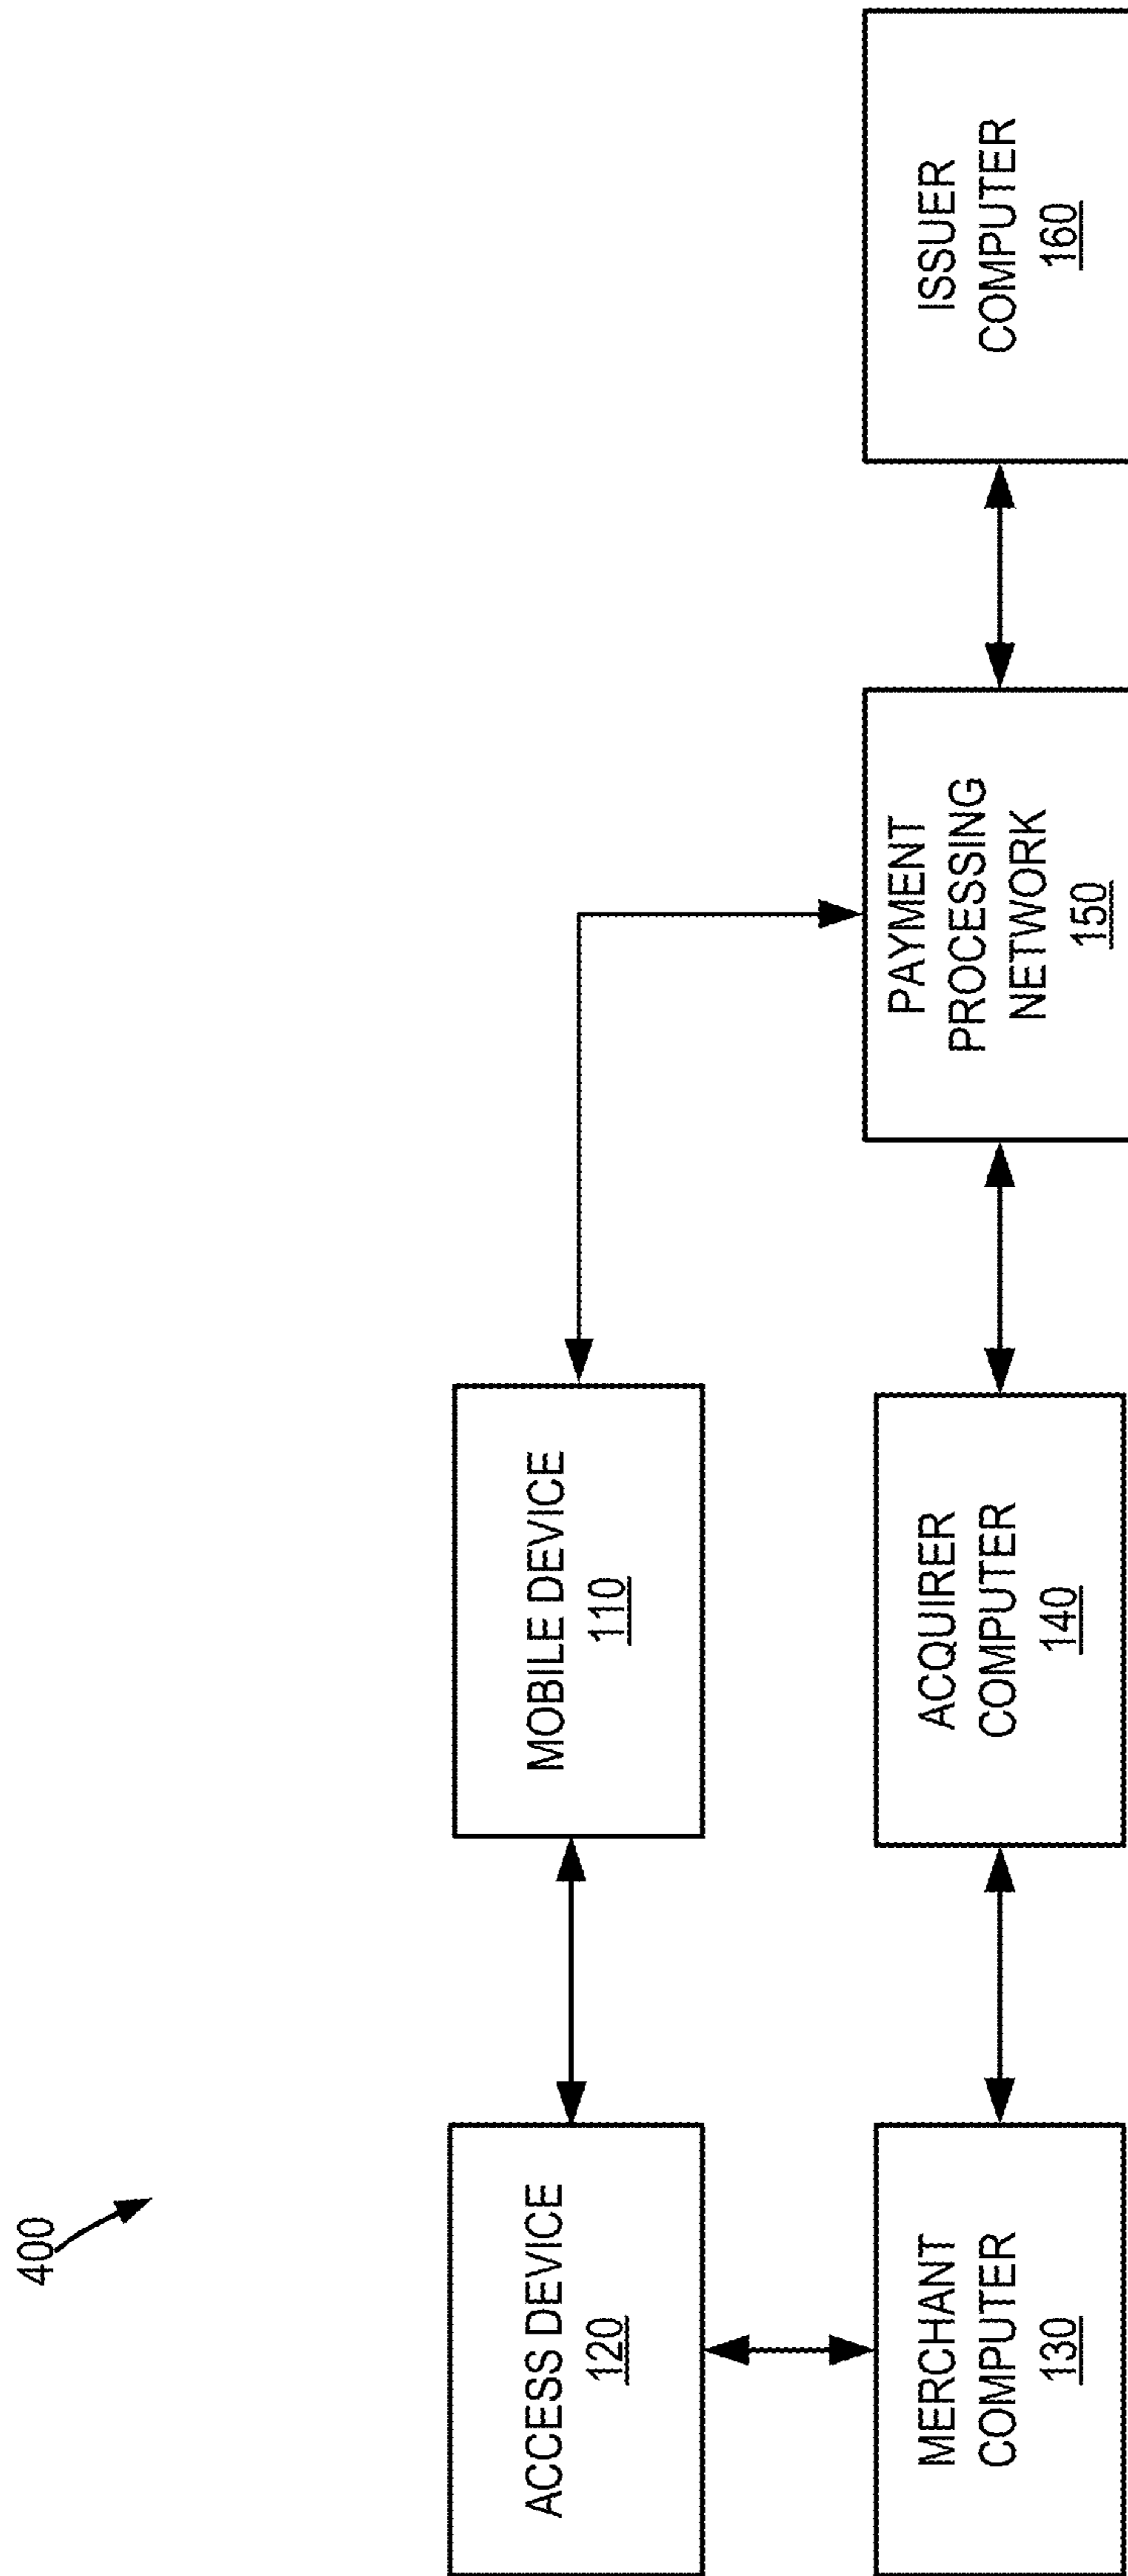 400
ACCESS DEVICE
120
MOBILE DEVICE
110
MERCHANT
COMPUTER
130
ACQUIRER
COMPUTER
140
PAYMENT
PROCESSING
NETWORK
150
ISSUER
COMPUTER
160